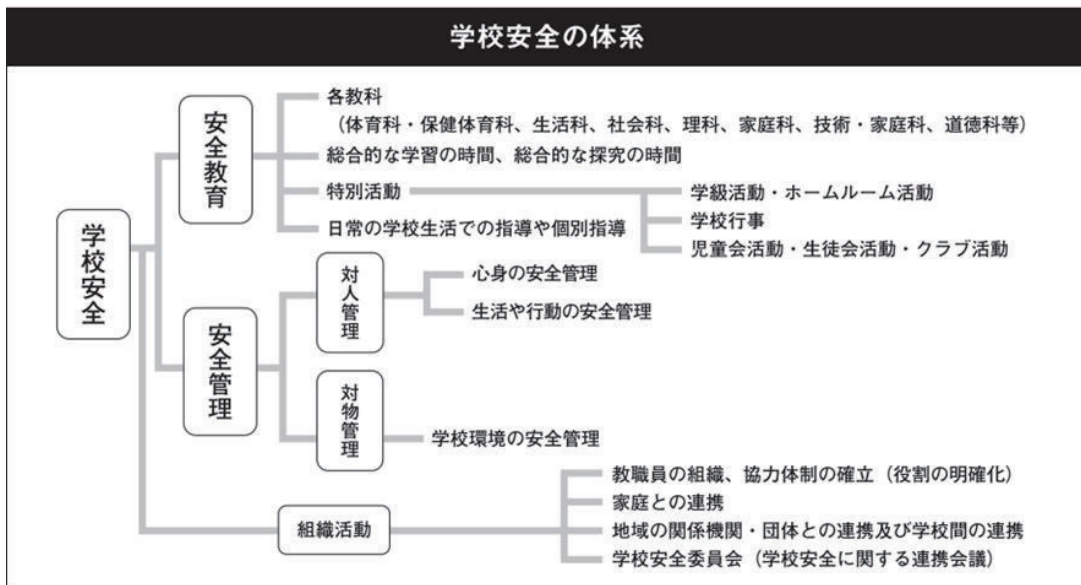 学校安全の体系
学校安全
安全教育
各教科
（体育科・保健体育科、生活科、社会科、理科、家庭科、技術・家庭科、道徳科等）
総合的な学習の時間、総合的な探究の時間
特別活動
学級活動・ホームルーム活動
学校行事
児童会活動・生徒会活動・クラブ活動
日常の学校生活での指導や個別指導
安全管理
対人管理
心身の安全管理
生活や行動の安全管理
対物管理
学校環境の安全管理
組織活動
教職員の組織、協力体制の確立（役割の明確化）
家庭との連携
地域の関係機関・団体との連携及び学校間の連携
学校安全委員会（学校安全に関する連携会議）